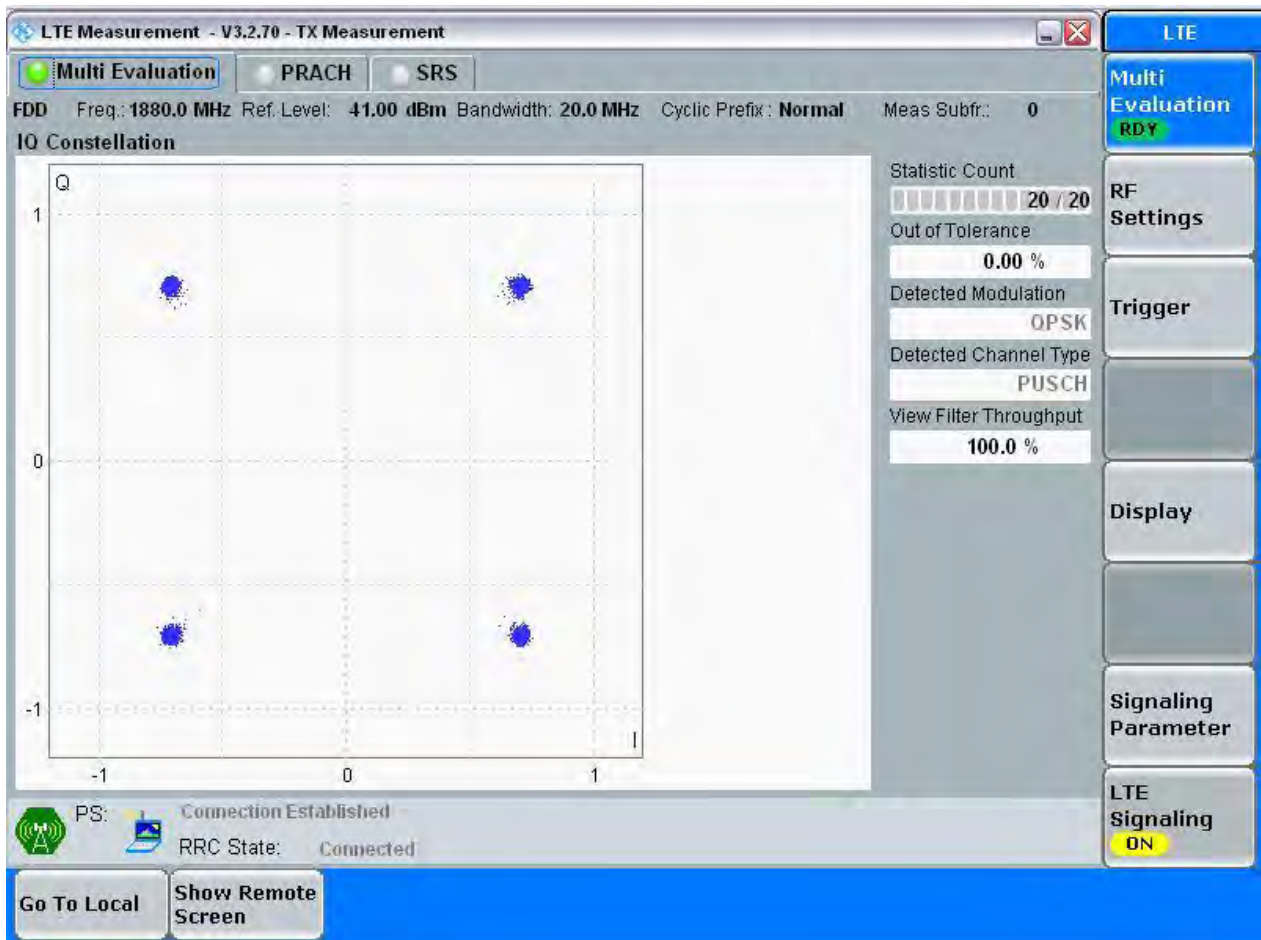 LTE Measurement - V3.2.70 - TX Measurement
LTE
Multi Evaluation
PRACH
SRS
Multi
Evaluation
RDY
FDD Freq.: 1880.0 MHz Ref. Level: 41.00 dBm Bandwidth: 20.0 MHz Cyclic Prefix : Normal Meas Subfr.: 0
IQ Constellation
Q
1
0
-1
I
-1 0 1
Statistic Count
20 / 20
Out of Tolerance
0.00 %
Detected Modulation
QPSK
Detected Channel Type
PUSCH
View Filter Throughput
100.0 %
RF
Settings
Trigger
Display
Signaling
Parameter
LTE
Signaling
ON
PS: Connection Established
RRC State: Connected
Go To Local
Show Remote
Screen